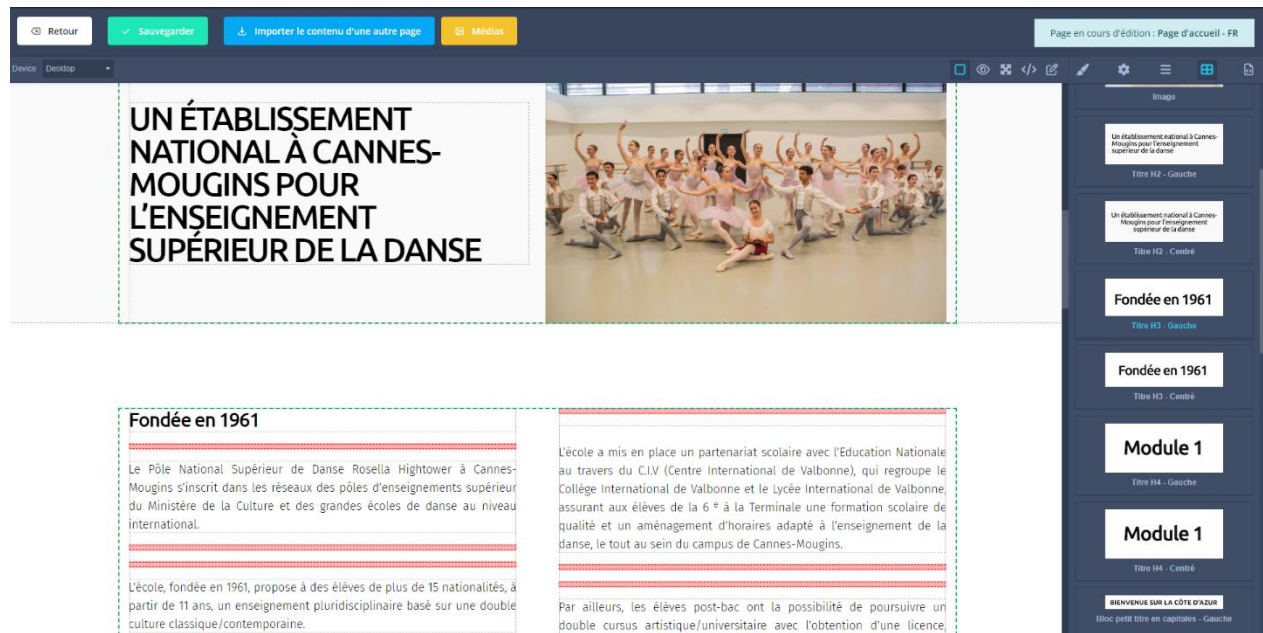 Retour
Sauvegarder
Importer le contenu d'une autre page
Médias
Page en cours d'édition : Page d'accueil - FR
Device Desktop
UN ÉTABLISSEMENT
NATIONAL À CANNES-
MOUGINS POUR
L'ENSEIGNEMENT
SUPÉRIEUR DE LA DANSE
Fondée en 1961
Le Pôle National Supérieur de Danse Rosella Hightower à Cannes-
Mougins s'inscrit dans les réseaux des pôles d'enseignements supérieur
du Ministère de la Culture et des grandes écoles de danse au niveau
international.
L'école, fondée en 1961, propose à des élèves de plus de 15 nationalités, à
partir de 11 ans, un enseignement pluridisciplinaire basé sur une double
culture classique/contemporaine.
L'école a mis en place un partenariat scolaire avec l'Education Nationale
au travers du C.I.V (Centre International de Valbonne), qui regroupe le
Collège International de Valbonne et le Lycée International de Valbonne,
assurant aux élèves de la 6 e à la Terminale une formation scolaire de
qualité et un aménagement d'horaires adapté à l'enseignement de la
danse, le tout au sein du campus de Cannes-Mougins.
Par ailleurs, les élèves post-bac ont la possibilité de poursuivre un
double cursus artistique/universitaire avec l'obtention d'une licence,
Image
Un établissement national à Cannes-
Mougins pour l'enseignement
supérieur de la danse
Titre H2 - Gauche
Un établissement national à Cannes-
Mougins pour l'enseignement
supérieur de la danse
Titre H2 - Centré
Fondée en 1961
Titre H3 - Gauche
Fondée en 1961
Titre H3 - Centré
Module 1
Titre H4 - Gauche
Module 1
Titre H4 - Centré
BIENVENUE SUR LA CÔTE D'AZUR
Bloc petit titre en capitales - Gauche